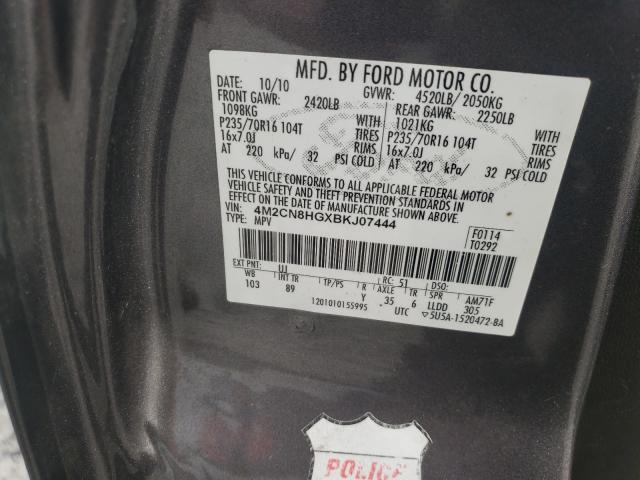 MFD. BY FORD MOTOR CO.
DATE: 10/10 GVWR: 4520LB/ 2050KG
FRONT GAWR: 2420LB REAR GAWR: 2250LB
1098KG WITH 1021KG WITH
P235/70R16 104T TIRES P235/70R16 104T TIRES
16x7.0J RIMS 16x7.0J RIMS
AT 220 kPa/ 32 PSI COLD AT 220 kPa/ 32 PSI COLD
THIS VEHICLE CONFORMS TO ALL APPLICABLE FEDERAL MOTOR
VEHICLE SAFETY AND THEFT PREVENTION STANDARDS IN
EFFECT ON THE DATE OF MANUFACTURE SHOWN ABOVE.
VIN: 4M2CN8HGXBKJ07444 F0114
TYPE: MPV T0292
EXT PNT: UJ RC: 51 DSO:
WB INT TR TP/PS R AXLE TR SPR AM71F
103 89 Y 35 6 LLDD 305
1201010155995 UTC ▽5U5A-1520472-BA
POLICE